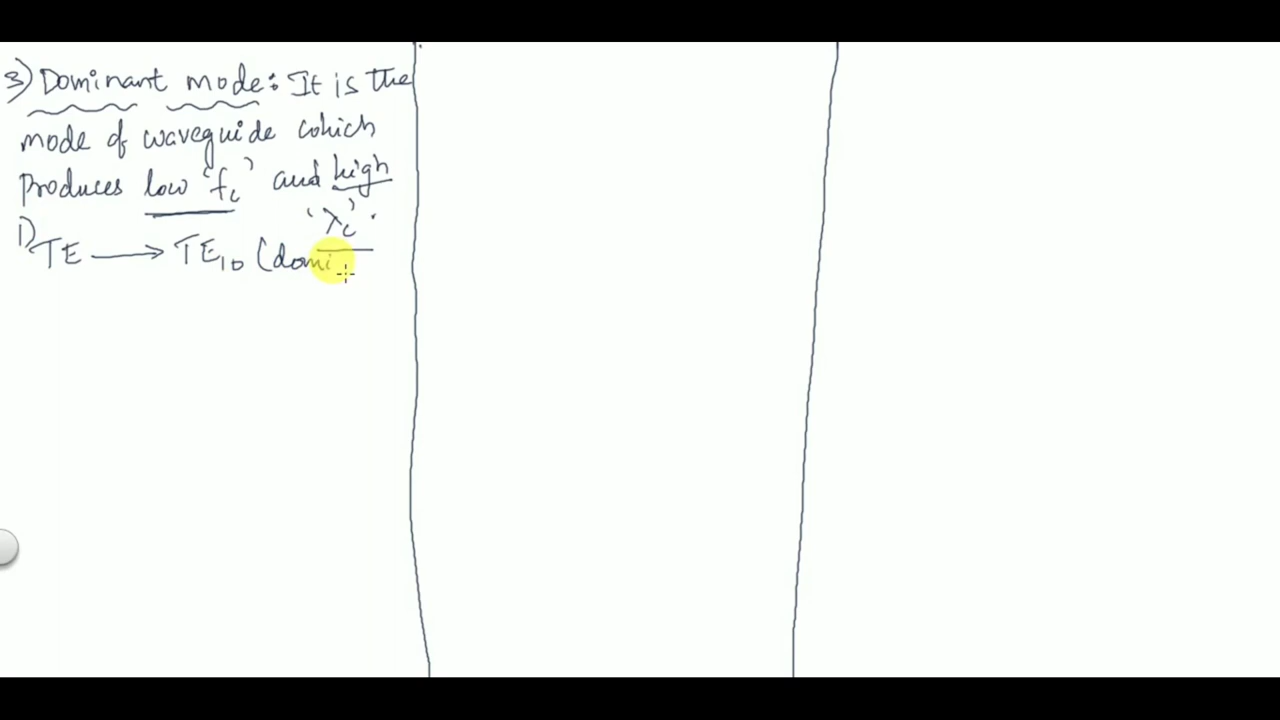 3) Dominant mode: It is the
mode of waveguide which
produces low 'fc' and high
'λc'.
1) TE → TE10 (domi